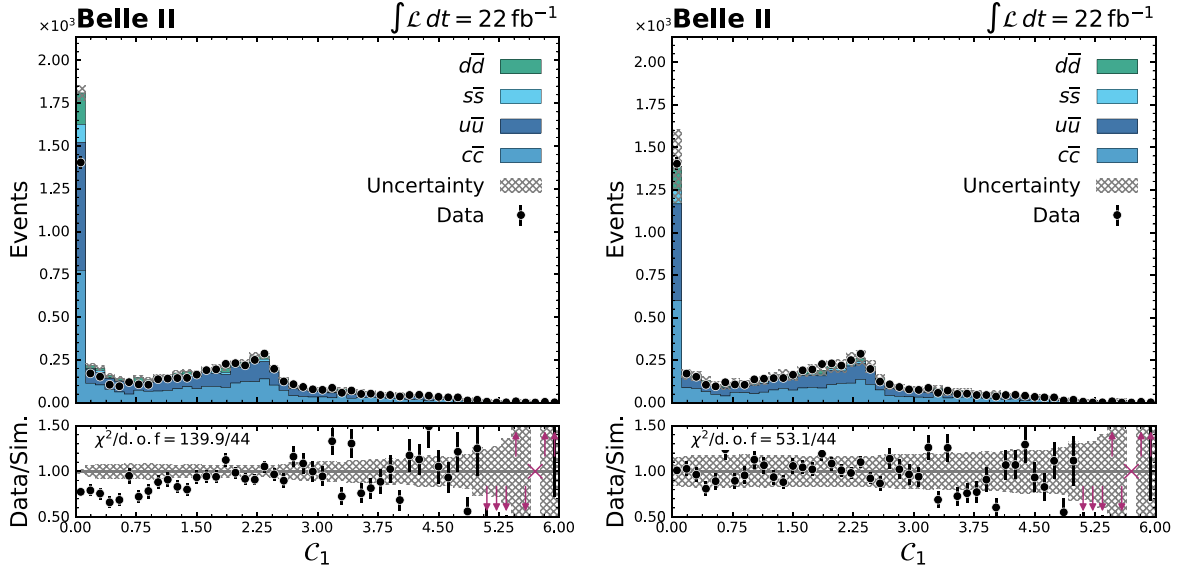 Belle II ∫ℒ dt = 22 fb⁻¹
×10³
2.00
1.75
1.50
1.25
1.00
0.75
0.50
0.25
0.00
Events
dd̅
ss̅
uu̅
cc̅
Uncertainty
Data
1.50
1.00
0.50
Data/Sim.
χ²/d.o.f = 139.9/44
0.00 0.75 1.50 2.25 3.00 3.75 4.50 5.25 6.00
𝒞₁
Belle II ∫ℒ dt = 22 fb⁻¹
×10³
2.00
1.75
1.50
1.25
1.00
0.75
0.50
0.25
0.00
Events
dd̅
ss̅
uu̅
cc̅
Uncertainty
Data
1.50
1.00
0.50
Data/Sim.
χ²/d.o.f = 53.1/44
0.00 0.75 1.50 2.25 3.00 3.75 4.50 5.25 6.00
𝒞₁